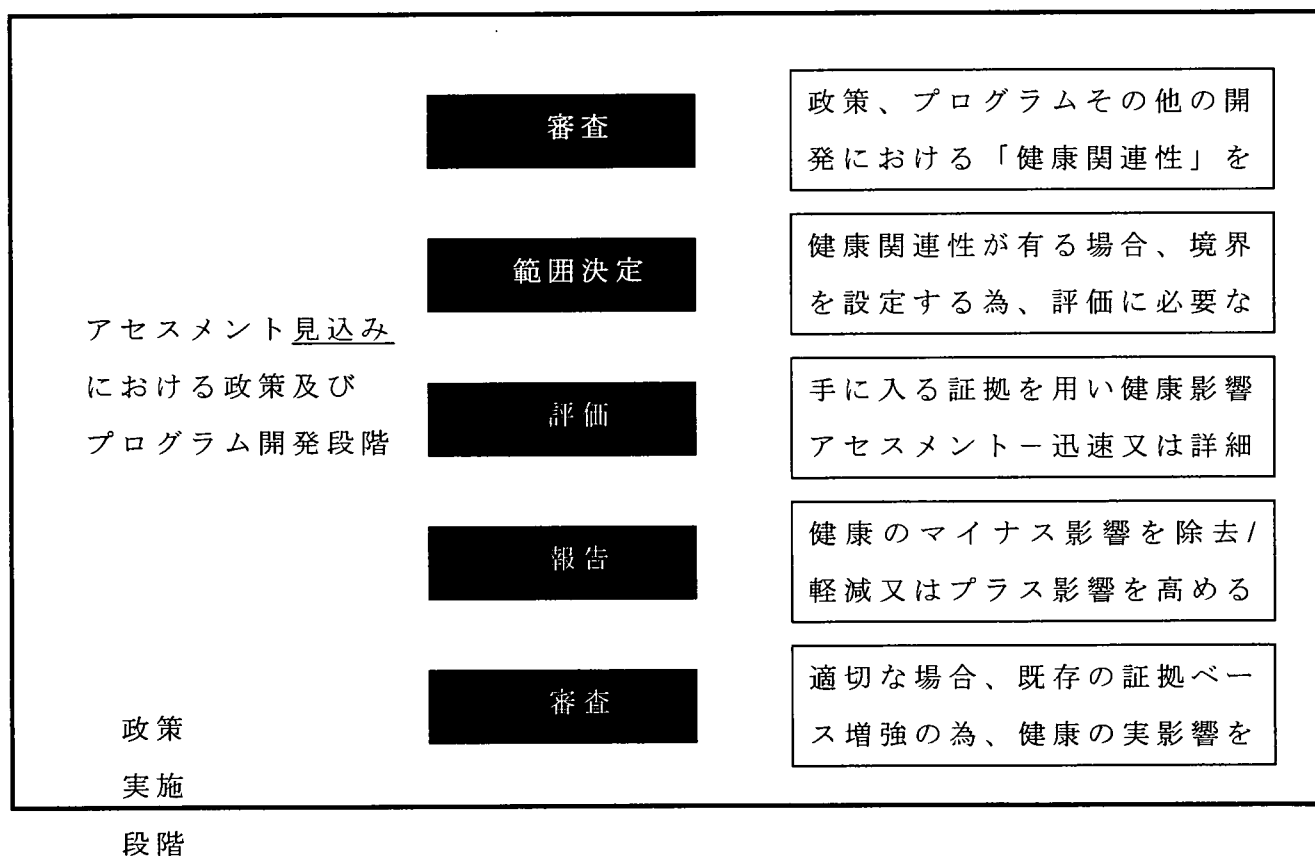 審査
政策、プログラムその他の開
発における「健康関連性」を
範囲決定
健康関連性が有る場合、境界
を設定する為、評価に必要な
アセスメント見込み
における政策及び
プログラム開発段階
評価
手に入る証拠を用い健康影響
アセスメント－迅速又は詳細
報告
健康のマイナス影響を除去/
軽減又はプラス影響を高める
審査
適切な場合、既存の証拠ベー
ス増強の為、健康の実影響を
政策
実施
段階